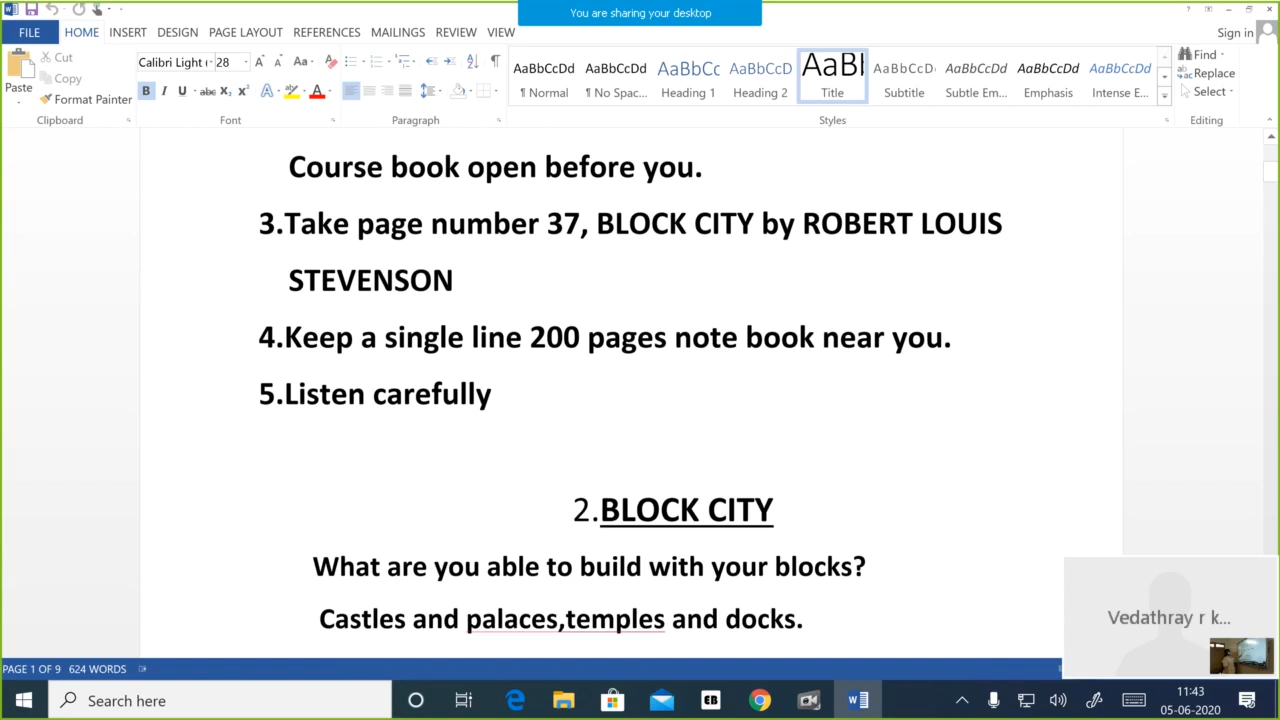 You are sharing your desktop
FILE HOME INSERT DESIGN PAGE LAYOUT REFERENCES MAILINGS REVIEW VIEW Sign in
Paste Cut Copy Format Painter
Calibri Light ( 28
AaBbCcDd AaBbCcDd AaBbCc AaBbCcD AaBl AaBbCcD AaBbCcDd AaBbCcDd AaBbCcDd
¶ Normal ¶ No Spac... Heading 1 Heading 2 Title Subtitle Subtle Em... Emphasis Intense E...
Find Replace Select
Clipboard Font Paragraph Styles Editing
Course book open before you.
3.Take page number 37, BLOCK CITY by ROBERT LOUIS
STEVENSON
4.Keep a single line 200 pages note book near you.
5.Listen carefully
2.BLOCK CITY
What are you able to build with your blocks?
Castles and palaces,temples and docks.
Vedathray r k...
PAGE 1 OF 9 624 WORDS
Search here
EB
11:43
05-06-2020